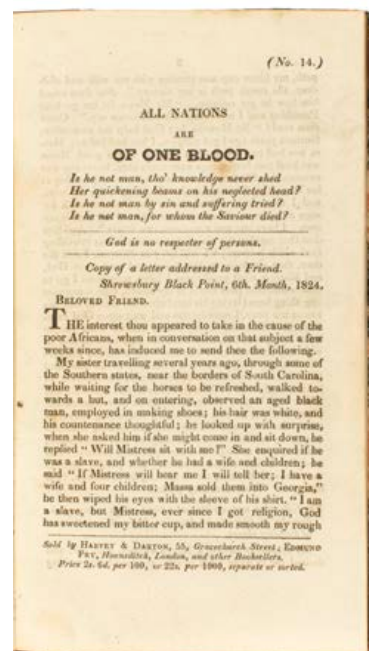 (No. 14.)
ALL NATIONS
ARE
OF ONE BLOOD.
Is he not man, tho' knowledge never shed
Her quickening beams on his neglected head?
Is he not man by sin and suffering tried?
Is he not man, for whom the Saviour died?
God is no respecter of persons.
Copy of a letter addressed to a Friend.
Shrewsbury Black Point, 6th. Month, 1824.
BELOVED FRIEND.
THE interest thou appeared to take in the cause of the
poor Africans, when in conversation on that subject a few
weeks since, has induced me to send thee the following.
My sister travelling several years ago, through some of
the Southern states, near the borders of South Carolina,
while waiting for the horses to be refreshed, walked to-
wards a hut, and on entering, observed an aged black
man, employed in making shoes; his hair was white, and
his countenance thoughtful; he looked up with surprise,
when she asked him if she might come in and sit down, he
replied "Will Mistress sit with me?" She enquired if he
was a slave, and whether he had a wife and children; he
said "If Mistress will hear me I will tell her; I have a
wife and four children; Massa sold them into Georgia,"
he then wiped his eyes with the sleeve of his shirt. "I am
a slave, but Mistress, ever since I got religion, God
has sweetened my bitter cup, and made smooth my rough
Sold by HARVEY & DARTON, 55, Gracechurch Street; EDMUND
FRY, Houndsditch, London, and other Booksellers.
Price 2s. 6d. per 100, or 22s. per 1000, separate or sorted.